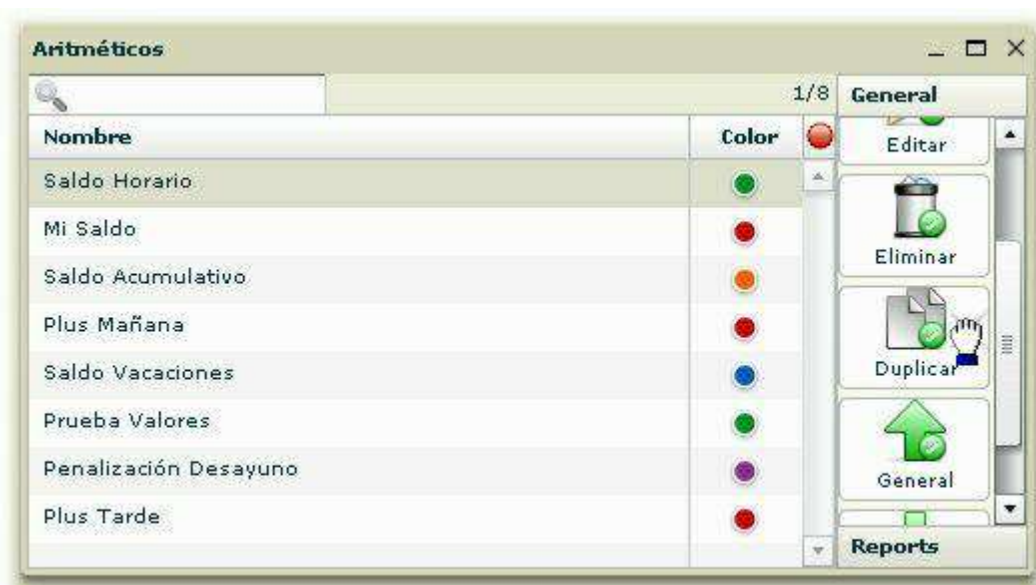 Aritméticos
1/8 General
Nombre Color
Editar
Saldo Horario
Mi Saldo
Eliminar
Saldo Acumulativo
Plus Mañana
Duplicar
Saldo Vacaciones
Prueba Valores
Penalización Desayuno
General
Plus Tarde
Reports